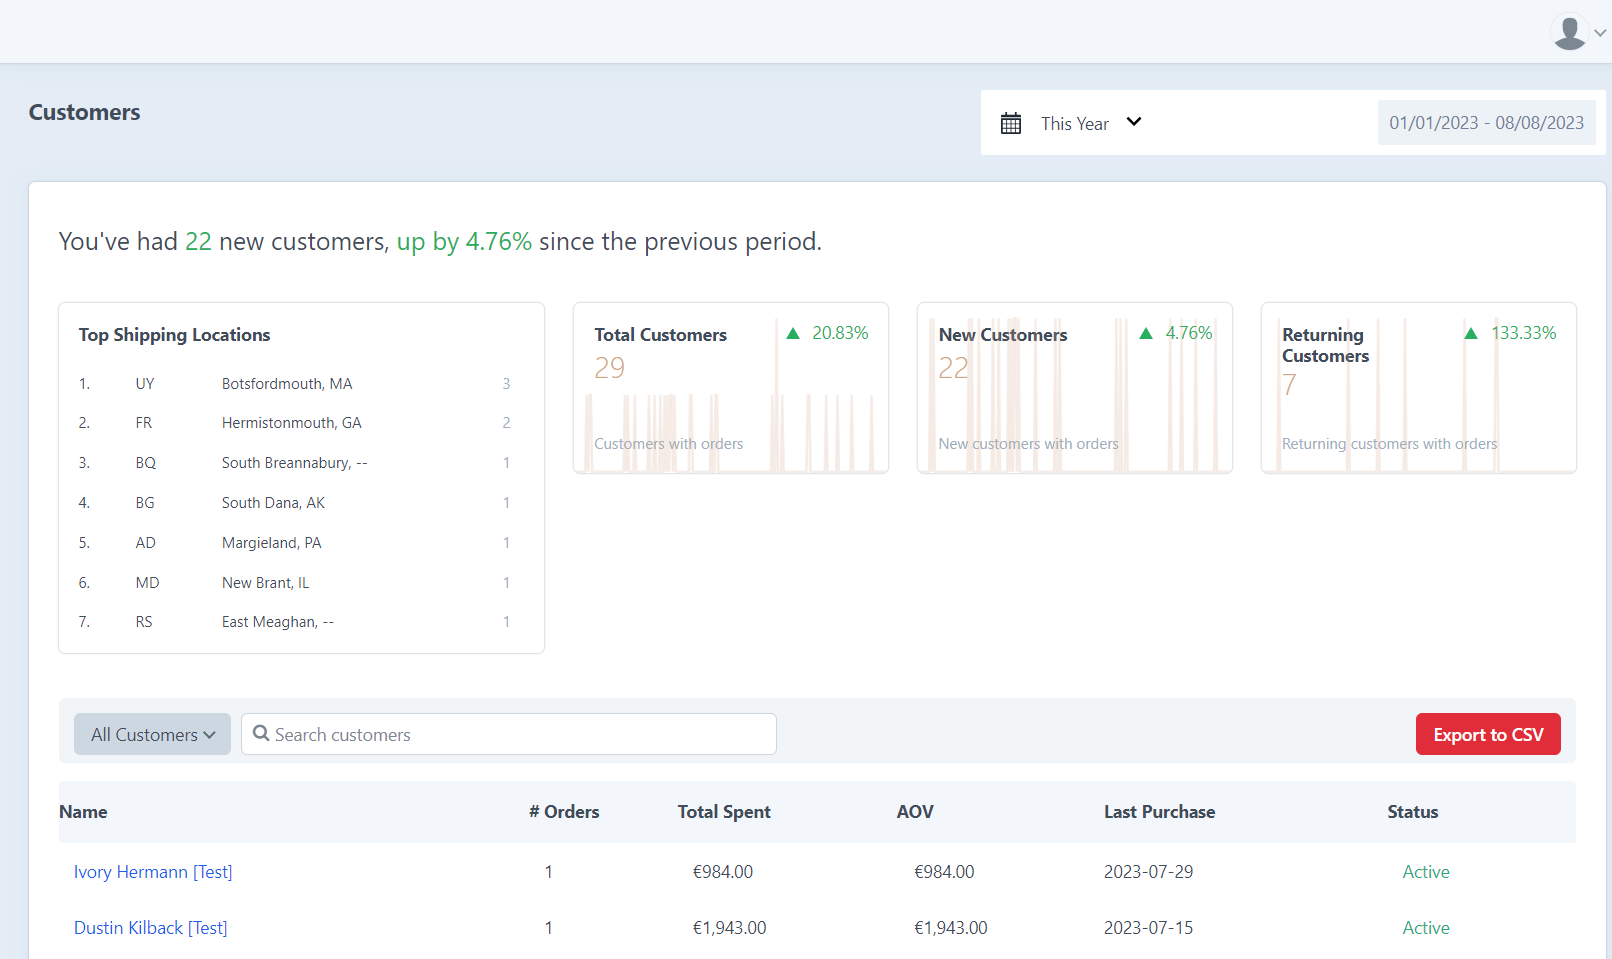 Customers
This Year
01/01/2023 - 08/08/2023
You've had 22 new customers, up by 4.76% since the previous period.
Top Shipping Locations
1. UY Botsfordmouth, MA 3
2. FR Hermistonmouth, GA 2
3. BQ South Breannabury, -- 1
4. BG South Dana, AK 1
5. AD Margieland, PA 1
6. MD New Brant, IL 1
7. RS East Meaghan, -- 1
Total Customers ▲ 20.83%
29
Customers with orders
New Customers ▲ 4.76%
22
New customers with orders
Returning ▲ 133.33%
Customers
7
Returning customers with orders
All Customers
Search customers
Export to CSV
Name # Orders Total Spent AOV Last Purchase Status
Ivory Hermann [Test] 1 €984.00 €984.00 2023-07-29 Active
Dustin Kilback [Test] 1 €1,943.00 €1,943.00 2023-07-15 Active